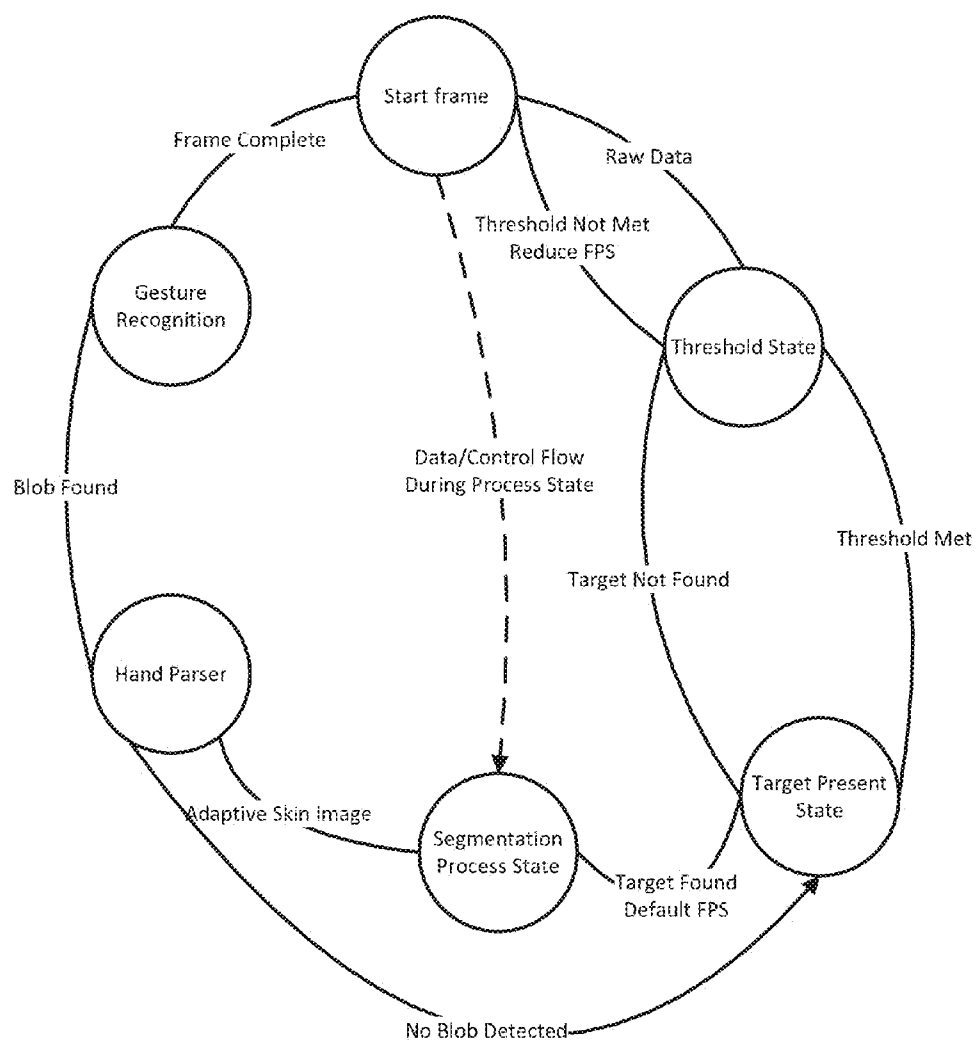 Start frame
Frame Complete
Raw Data
Threshold Not Met
Reduce FPS
Gesture
Recognition
Threshold State
Data/Control Flow
During Process State
Blob Found
Threshold Met
Target Not Found
Hand Parser
Target Present
State
Adaptive Skin image
Segmentation
Process State
Target Found
Default FPS
No Blob Detected